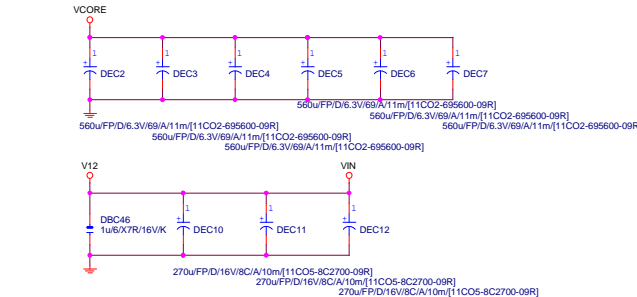 VCORE
1 1 1 1 1 1
+ + + + + +
DEC2 DEC3 DEC4 DEC5 DEC6 DEC7
560u/FP/D/6.3V/69/A/11m/[11CO2-695600-09R]
560u/FP/D/6.3V/69/A/11m/[11CO2-695600-09R]
560u/FP/D/6.3V/69/A/11m/[11CO2-695600-09R]
560u/FP/D/6.3V/69/A/11m/[11CO2-695600-09R]
560u/FP/D/6.3V/69/A/11m/[11CO2-695600-09R]
560u/FP/D/6.3V/69/A/11m/[11CO2-695600-09R]
V12 VIN
1 1 1
+ + +
DBC46
1u/6/X7R/16V/K DEC10 DEC11 DEC12
270u/FP/D/16V/8C/A/10m/[11CO5-8C2700-09R]
270u/FP/D/16V/8C/A/10m/[11CO5-8C2700-09R]
270u/FP/D/16V/8C/A/10m/[11CO5-8C2700-09R]